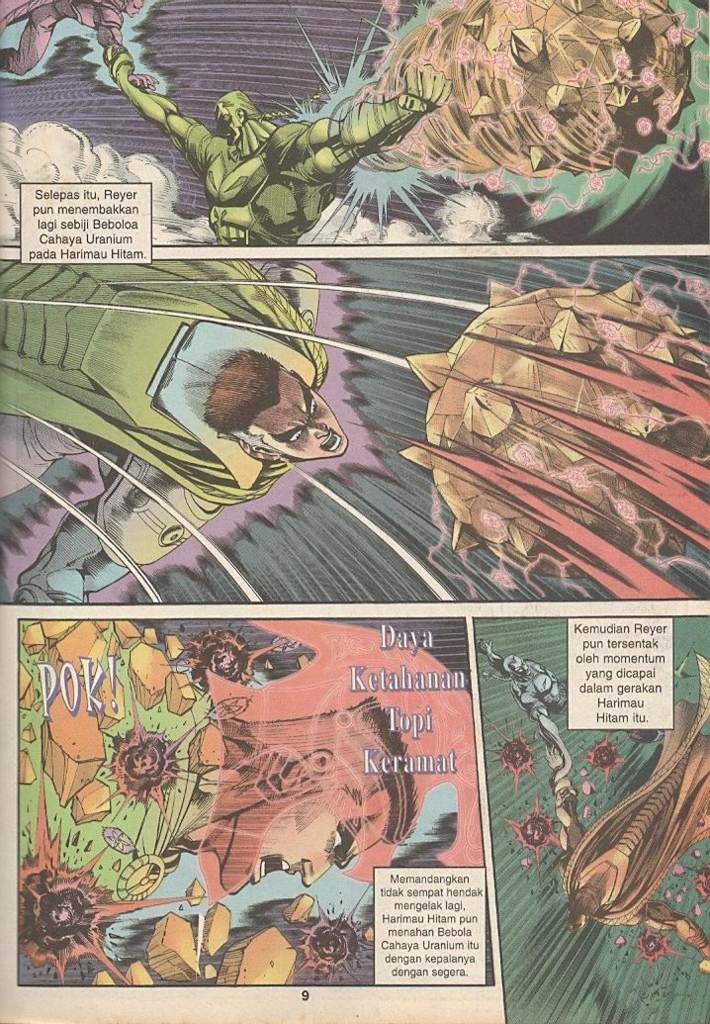 Selepas itu, Reyer
pun menembakkan
lagi sebiji Beboloa
Cahaya Uranium
pada Harimau Hitam.
POK!
Daya
Ketahanan
Topi
Keramat
Kemudian Reyer
pun tersentak
oleh momentum
yang dicapai
dalam gerakan
Harimau
Hitam itu.
Memandangkan
tidak sempat hendak
mengelak lagi,
Harimau Hitam pun
menahan Bebola
Cahaya Uranium itu
dengan kepalanya
dengan segera.
9